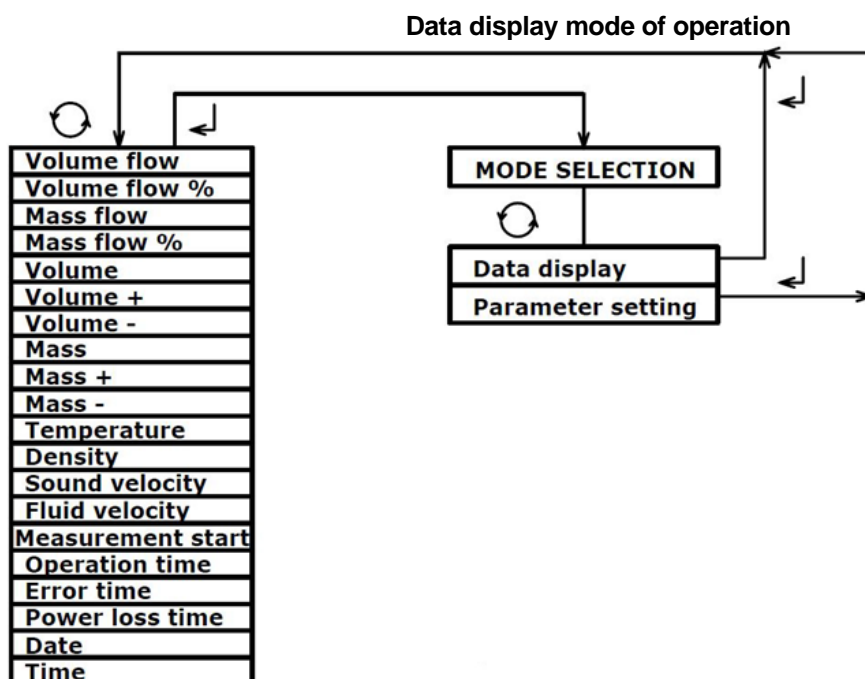 Data display mode of operation
Volume flow
Volume flow %
Mass flow
Mass flow %
Volume
Volume +
Volume -
Mass
Mass +
Mass -
Temperature
Density
Sound velocity
Fluid velocity
Measurement start
Operation time
Error time
Power loss time
Date
Time
MODE SELECTION
Data display
Parameter setting